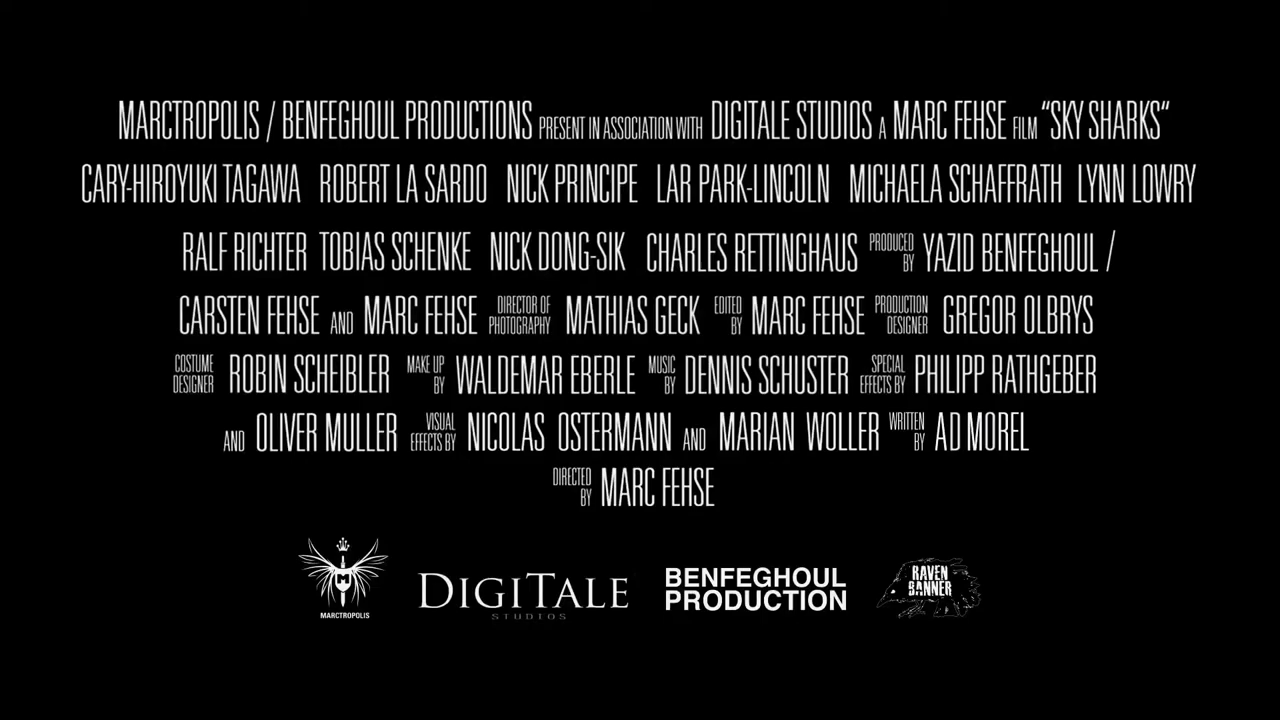 MARCTROPOLIS / BENFEGHOUL PRODUCTIONS PRESENT IN ASSOCIATION WITH DIGITALE STUDIOS A MARC FEHSE FILM “SKY SHARKS“
CARY-HIROYUKI TAGAWA ROBERT LA SARDO NICK PRINCIPE LAR PARK-LINCOLN MICHAELA SCHAFFRATH LYNN LOWRY
RALF RICHTER TOBIAS SCHENKE NICK DONG-SIK CHARLES RETTINGHAUS PRODUCED BY YAZID BENFEGHOUL /
CARSTEN FEHSE AND MARC FEHSE DIRECTOR OF PHOTOGRAPHY MATHIAS GECK EDITED BY MARC FEHSE PRODUCTION DESIGNER GREGOR OLBRYS
COSTUME DESIGNER ROBIN SCHEIBLER MAKE UP BY WALDEMAR EBERLE MUSIC BY DENNIS SCHUSTER SPECIAL EFFECTS BY PHILIPP RATHGEBER
AND OLIVER MULLER VISUAL EFFECTS BY NICOLAS OSTERMANN AND MARIAN WOLLER WRITTEN BY AD MOREL
DIRECTED BY MARC FEHSE
M
MARCTROPOLIS
DIGITALE
STUDIOS
BENFEGHOUL
PRODUCTION
RAVEN
BANNER